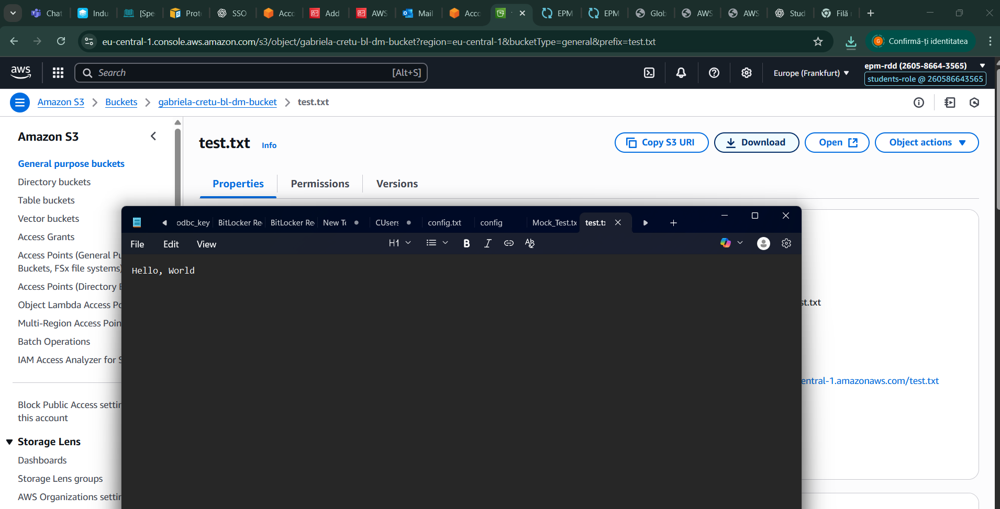 Chat
Indu
[Spe
Prot
SSO
Acco
Add
AWS
Mail
Acco
EPM
EPM
Glob
AWS
AWS
Stud
Filă
eu-central-1.console.aws.amazon.com/s3/object/gabriela-cretu-bl-dm-bucket?region=eu-central-1&bucketType=general&prefix=test.txt
G
Confirmă-ți identitatea
aws
Search
[Alt+S]
Europe (Frankfurt)
epm-rdd (2605-8664-3565)
students-role @ 260586643565
Amazon S3
Buckets
gabriela-cretu-bl-dm-bucket
test.txt
Amazon S3
General purpose buckets
Directory buckets
Table buckets
Vector buckets
Access Grants
Access Points (General Pu
Buckets, FSx file systems)
Access Points (Directory B
Object Lambda Access Po
Multi-Region Access Poin
Batch Operations
IAM Access Analyzer for S
Block Public Access settin
this account
Storage Lens
Dashboards
Storage Lens groups
AWS Organizations settin
test.txt
Info
Copy S3 URI
Download
Open
Object actions
Properties
Permissions
Versions
odbc_key
BitLocker Re
BitLocker Re
New Te
CUsers
config.txt
config
Mock_Test.tx
test.tx
File
Edit
View
H1
Hello, World
st.txt
entral-1.amazonaws.com/test.txt